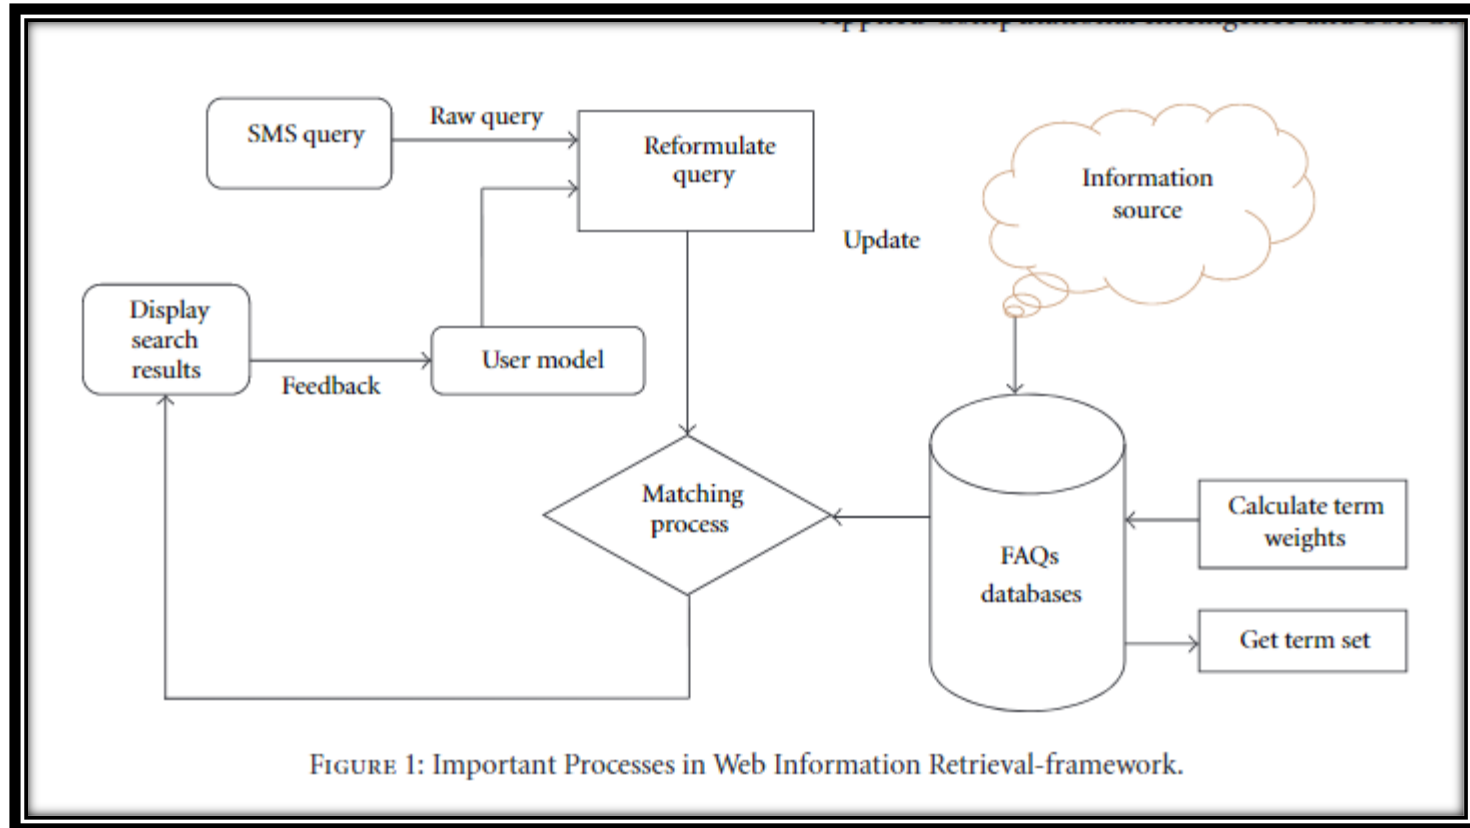 SMS query
Raw query
Reformulate
query
Information
source
Update
Display
search
results
Feedback
User model
Matching
process
FAQs
databases
Calculate term
weights
Get term set
FIGURE 1: Important Processes in Web Information Retrieval-framework.